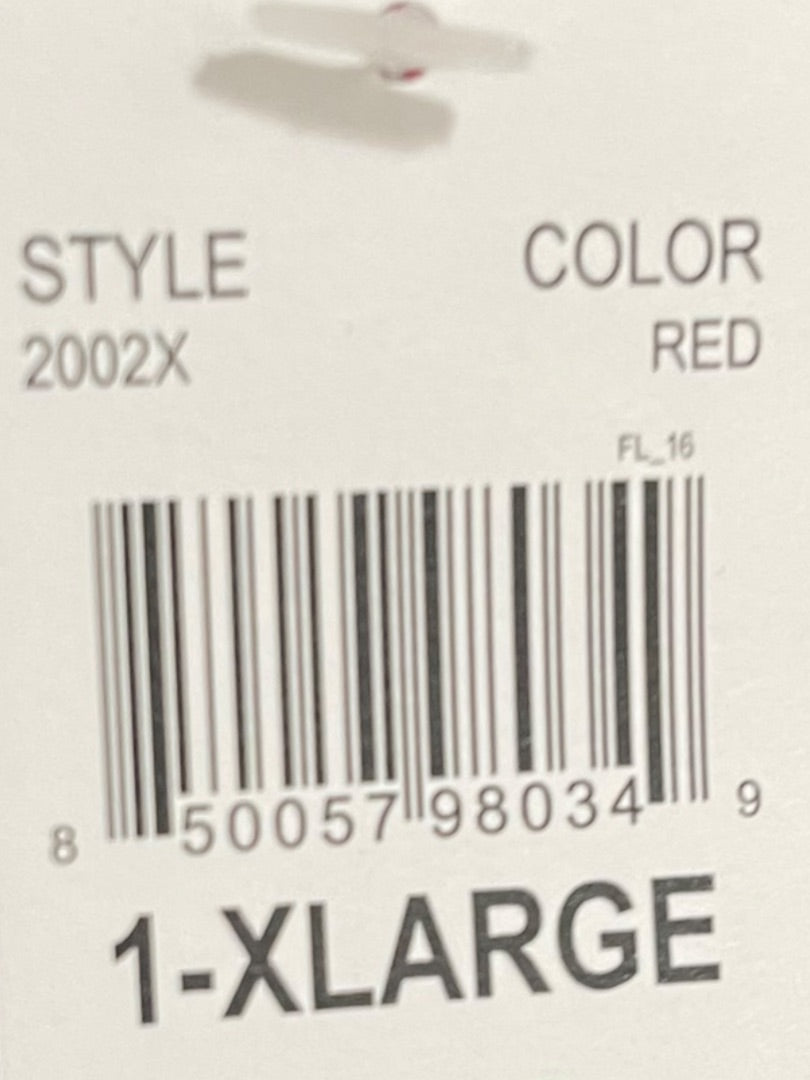 STYLE COLOR
2002X RED
FL_16
8 50057 98034 9
1-XLARGE